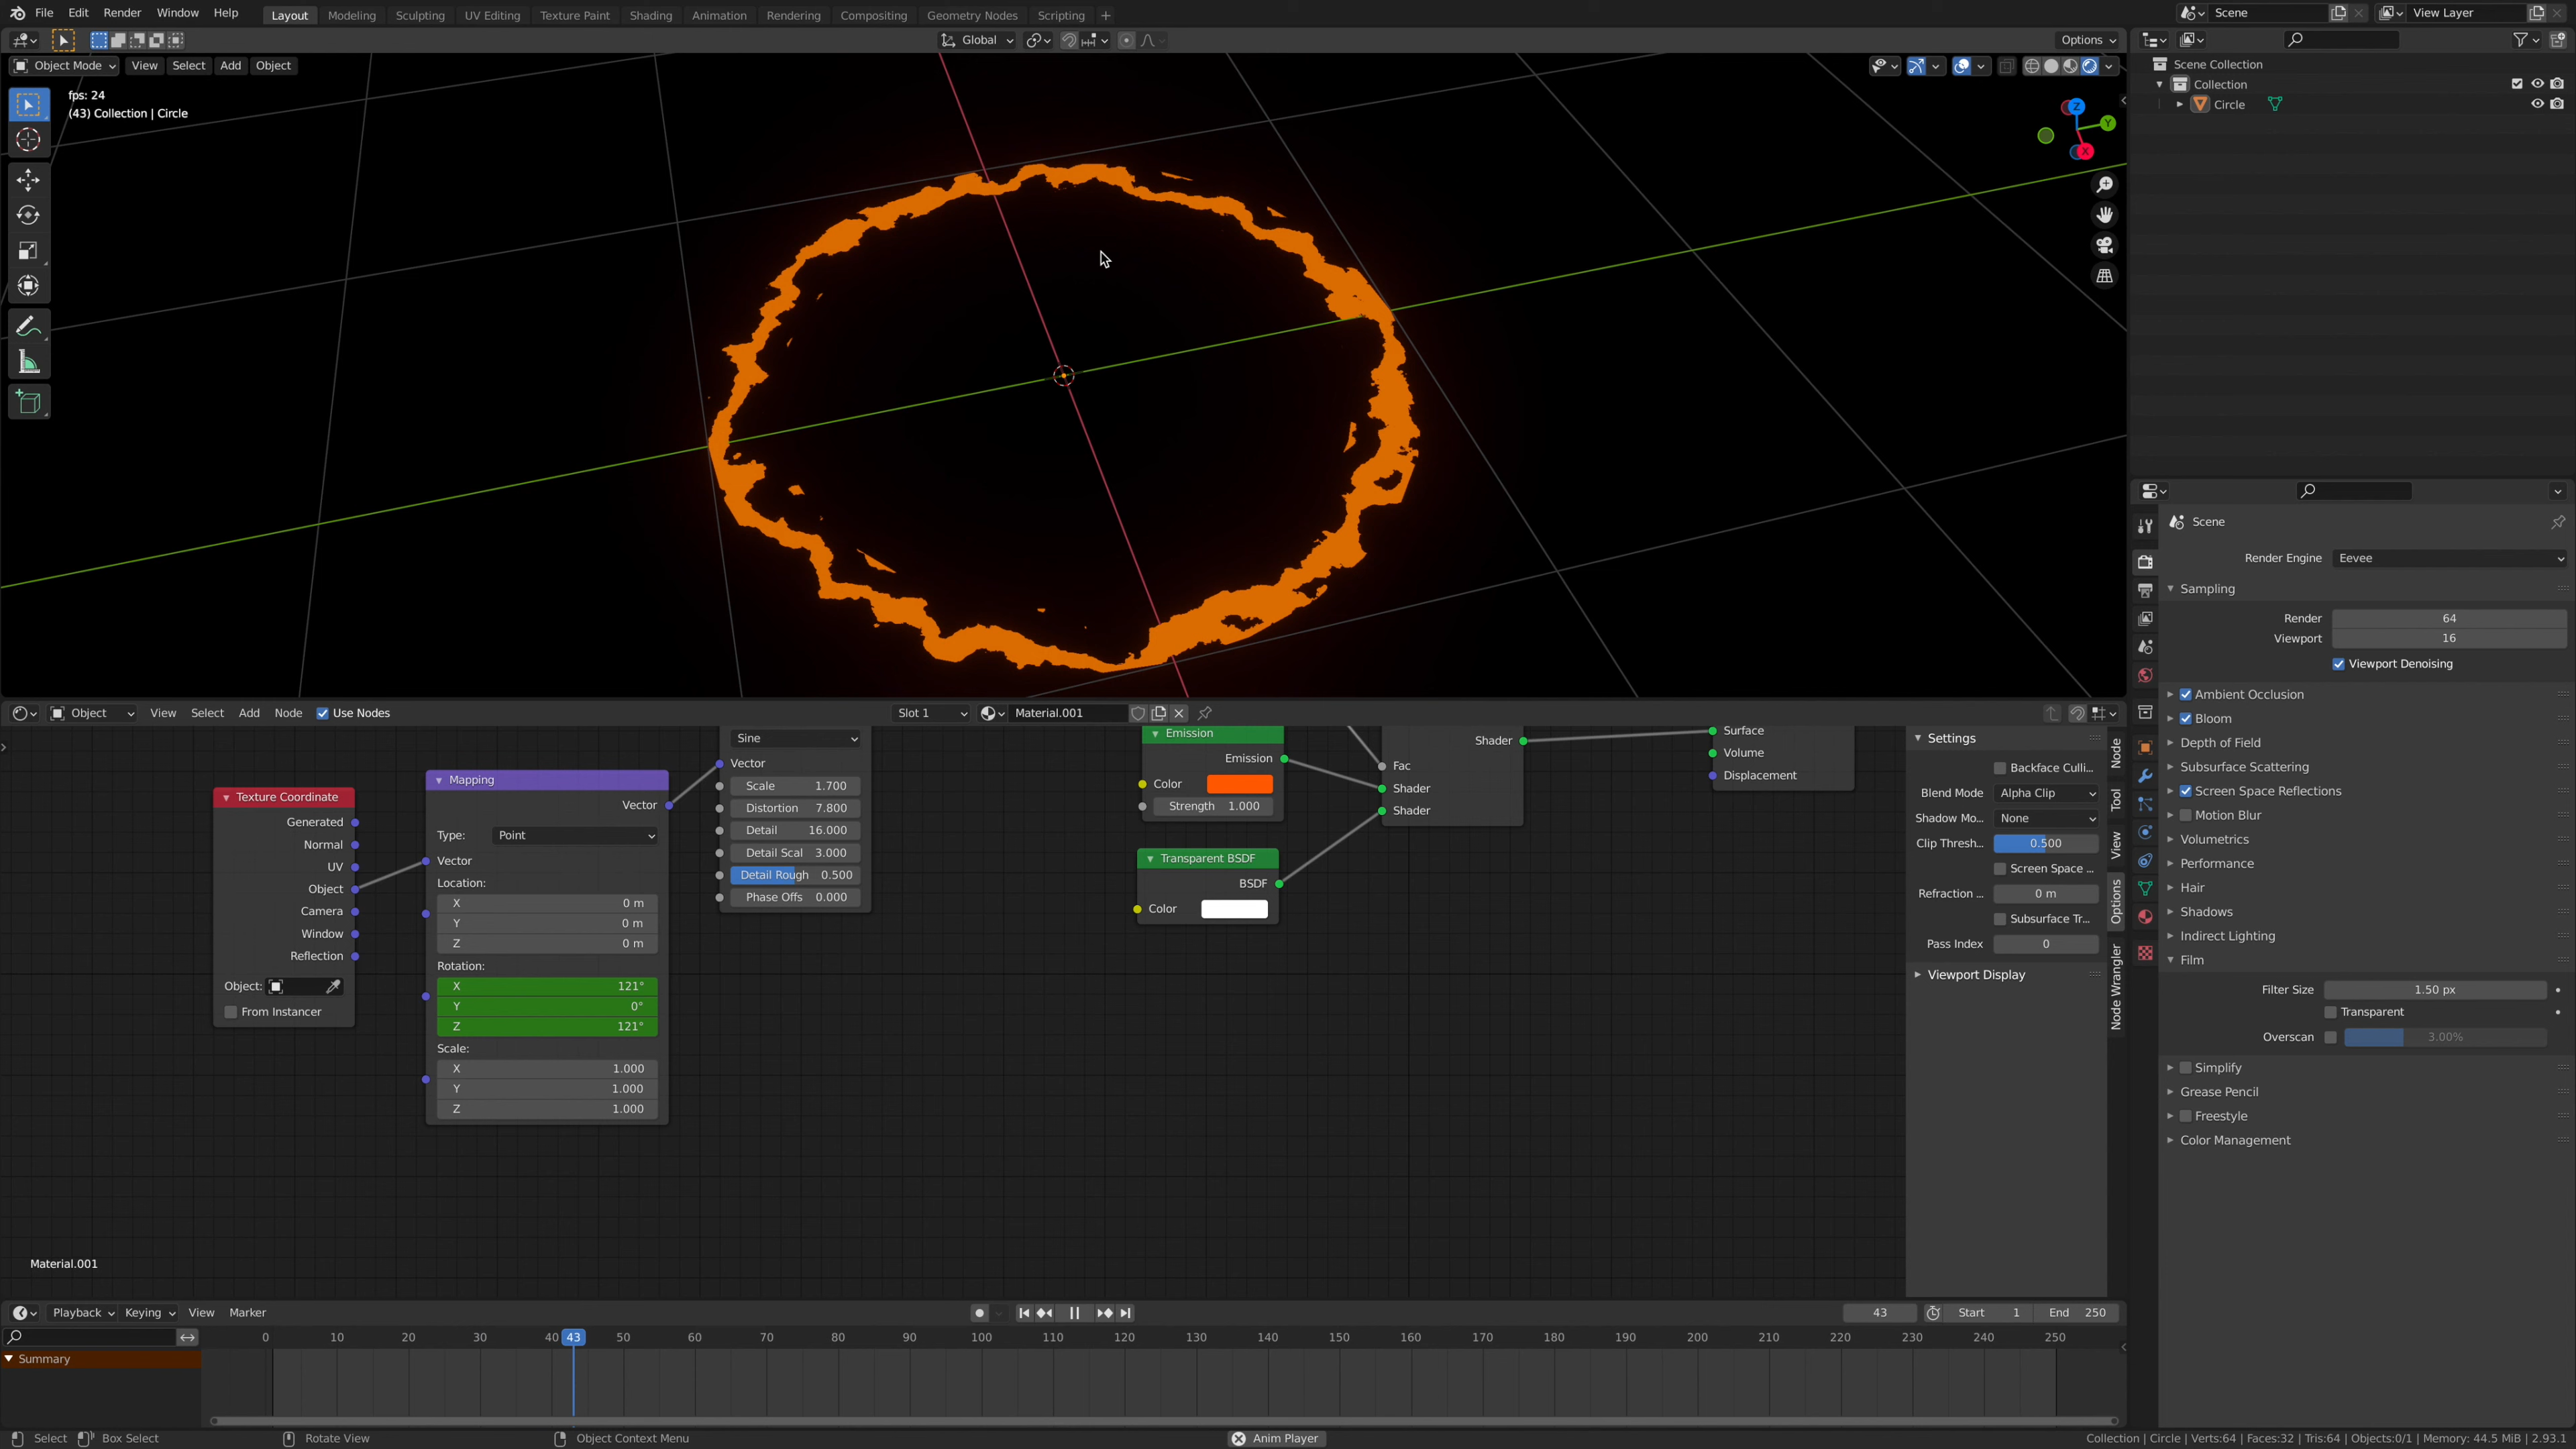 File Edit Render Window Help Layout Modeling Sculpting UV Editing Texture Paint Shading Animation Rendering Compositing Geometry Nodes Scripting + Scene View Layer
Global Options
Object Mode View Select Add Object
fps: 24
(43) Collection | Circle
Z
Y
X
Scene Collection
Collection
Circle
Scene
Render Engine Eevee
Sampling
Render 64
Viewport 16
Viewport Denoising
Ambient Occlusion
Bloom
Depth of Field
Subsurface Scattering
Screen Space Reflections
Motion Blur
Volumetrics
Performance
Hair
Shadows
Indirect Lighting
Film
Filter Size 1.50 px
Transparent
Overscan 3.00%
Simplify
Grease Pencil
Freestyle
Color Management
Object View Select Add Node Use Nodes Slot 1 Material.001
Texture Coordinate
Generated
Normal
UV
Object
Camera
Window
Reflection
Object:
From Instancer
Mapping
Vector
Type: Point
Vector
Location:
X 0 m
Y 0 m
Z 0 m
Rotation:
X 121°
Y 0°
Z 121°
Scale:
X 1.000
Y 1.000
Z 1.000
Sine
Vector
Scale 1.700
Distortion 7.800
Detail 16.000
Detail Scal 3.000
Detail Rough 0.500
Phase Offs 0.000
Emission
Emission
Color
Strength 1.000
Transparent BSDF
BSDF
Color
Shader
Fac
Shader
Shader
Surface
Volume
Displacement
Settings
Backface Culli...
Blend Mode Alpha Clip
Shadow Mo... None
Clip Thresh... 0.500
Screen Space ...
Refraction ... 0 m
Subsurface Tr...
Pass Index 0
Viewport Display
Node
Tool
View
Options
Node Wrangler
Material.001
Playback Keying View Marker 43 Start 1 End 250
0 10 20 30 40 43 50 60 70 80 90 100 110 120 130 140 150 160 170 180 190 200 210 220 230 240 250
Summary
Select Box Select Rotate View Object Context Menu Anim Player Collection | Circle | Verts:64 | Faces:32 | Tris:64 | Objects:0/1 | Memory: 44.5 MiB | 2.93.1